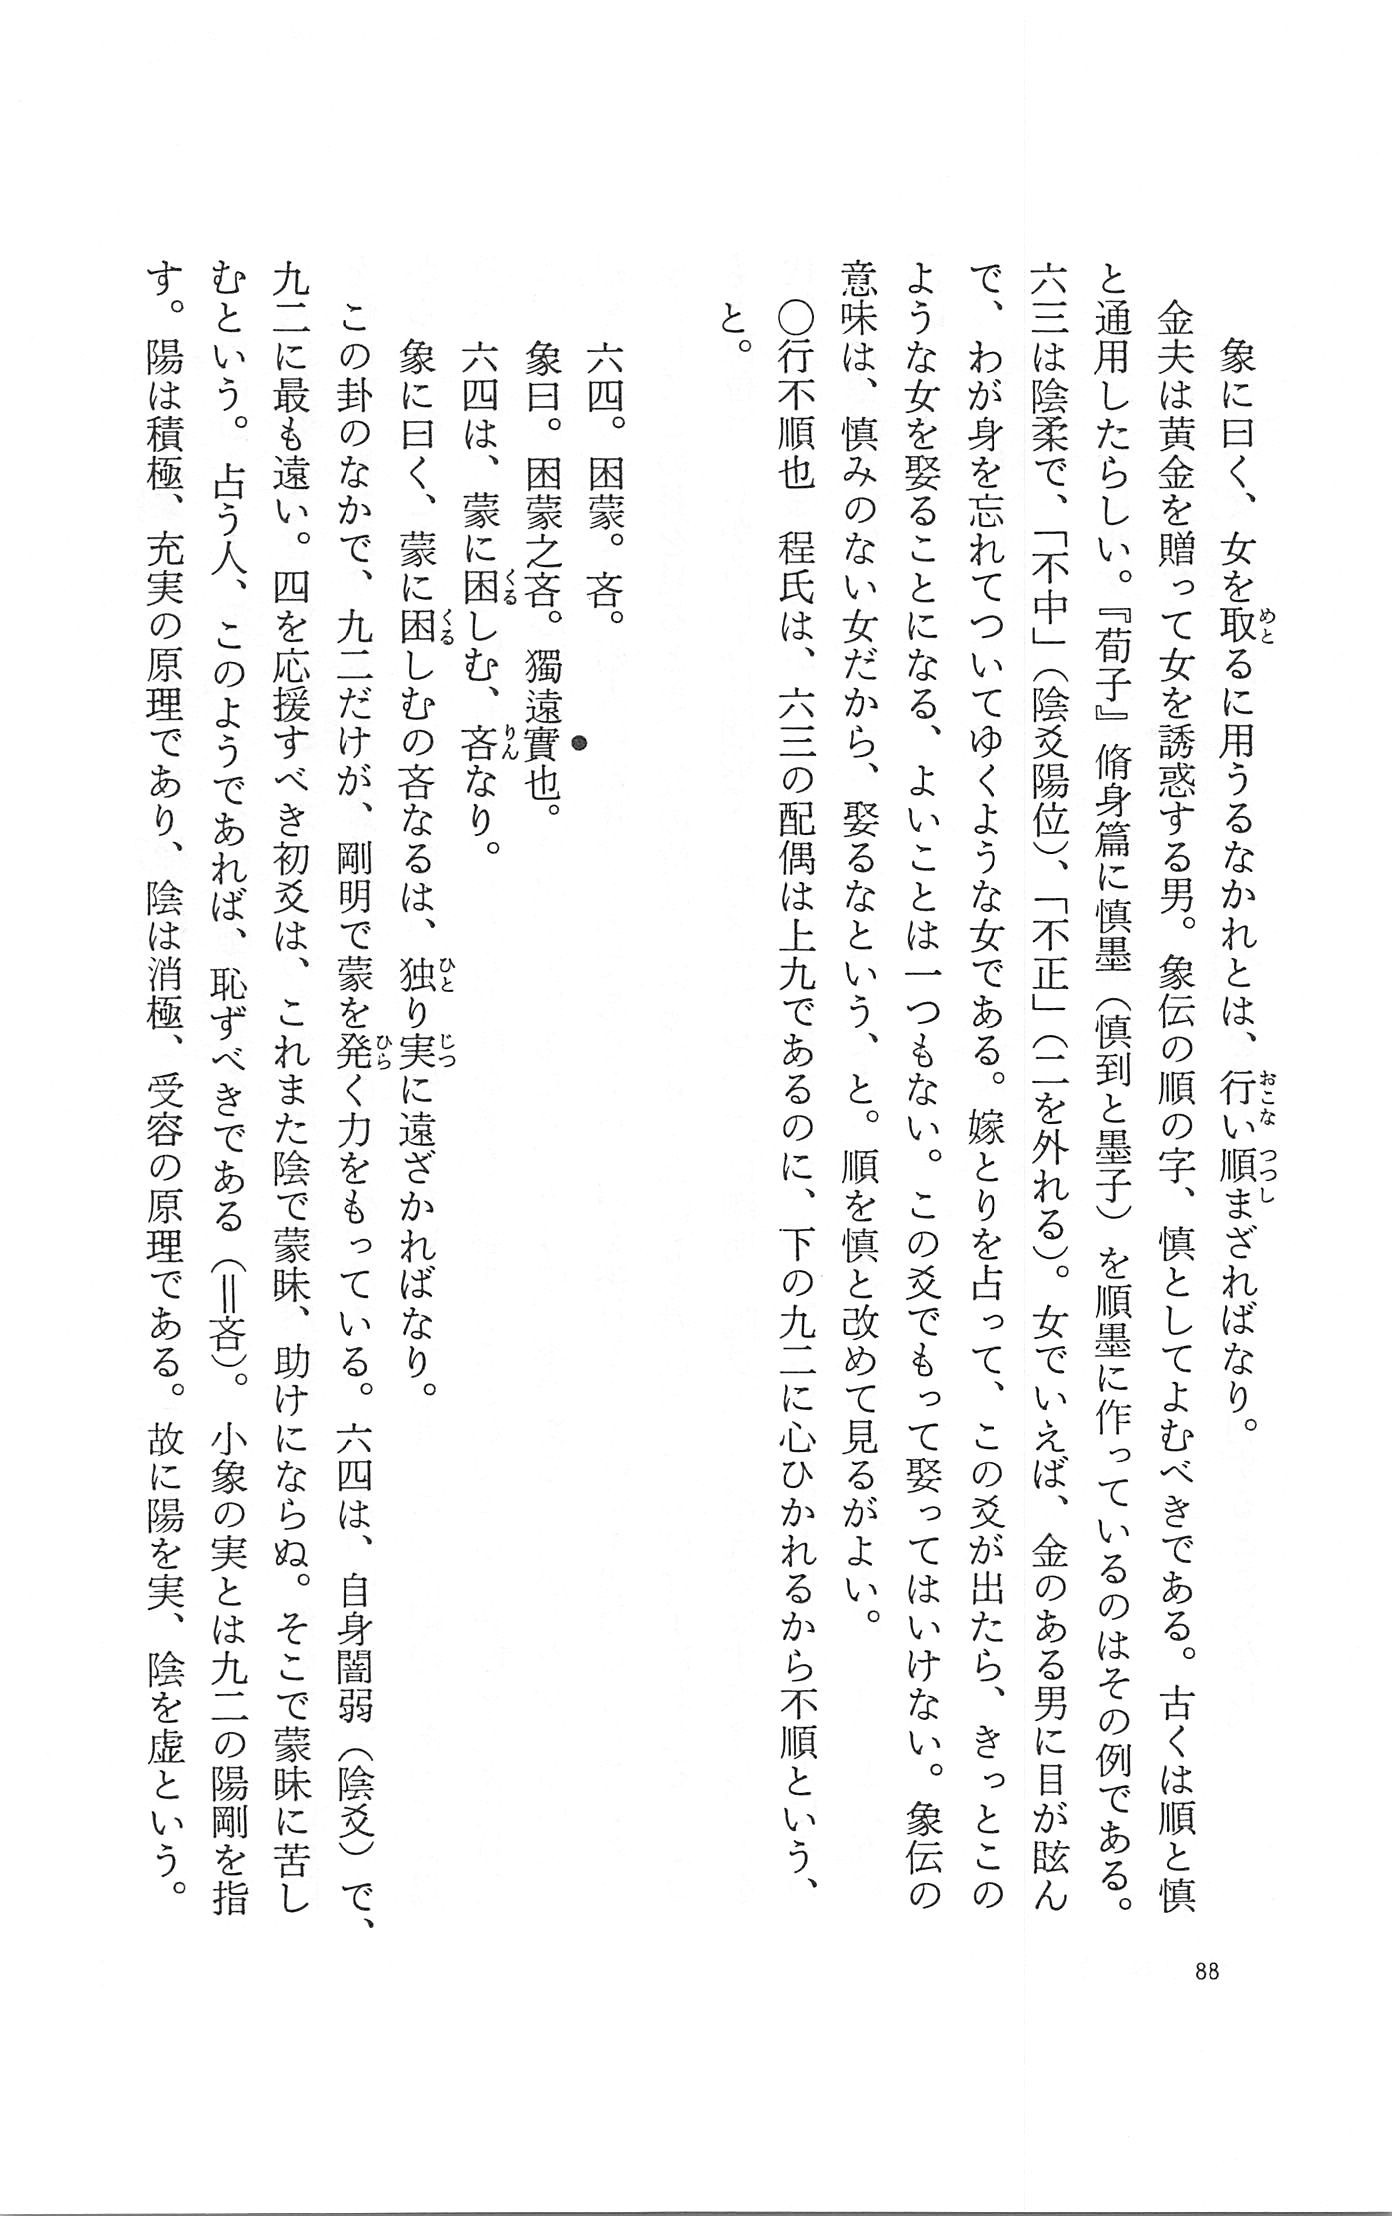 象に曰く、女を取るに用うるなかれとは、行い順まざればなり。
金夫は黄金を贈って女を誘惑する男。象伝の順の字、慎としてよむべきである。古くは順と慎
と通用したらしい。『荀子』脩身篇に慎墨（慎到と墨子）を順墨に作っているのはその例である。
六三は陰柔で、「不中」（陰爻陽位）、「不正」（二を外れる）。女でいえば、金のある男に目が眩ん
で、わが身を忘れてついてゆくような女である。嫁とりを占って、この爻が出たら、きっとこの
ような女を娶ることになる、よいことは一つもない。この爻でもって娶ってはいけない。象伝の
意味は、慎みのない女だから、娶るなという、と。順を慎と改めて見るがよい。
〇行不順也　程氏は、六三の配偶は上九であるのに、下の九二に心ひかれるから不順という、
と。
六四。困蒙。吝。
象曰。困蒙之吝。獨遠實也。
六四は、蒙に困しむ、吝なり。
象に曰く、蒙に困しむの吝なるは、独り実に遠ざかればなり。
この卦のなかで、九二だけが、剛明で蒙を発く力をもっている。六四は、自身闇弱（陰爻）で、
九二に最も遠い。四を応援すべき初爻は、これまた陰で蒙昧、助けにならぬ。そこで蒙昧に苦し
むという。占う人、このようであれば、恥ずべきである（＝吝）。小象の実とは九二の陽剛を指
す。陽は積極、充実の原理であり、陰は消極、受容の原理である。故に陽を実、陰を虚という。
88